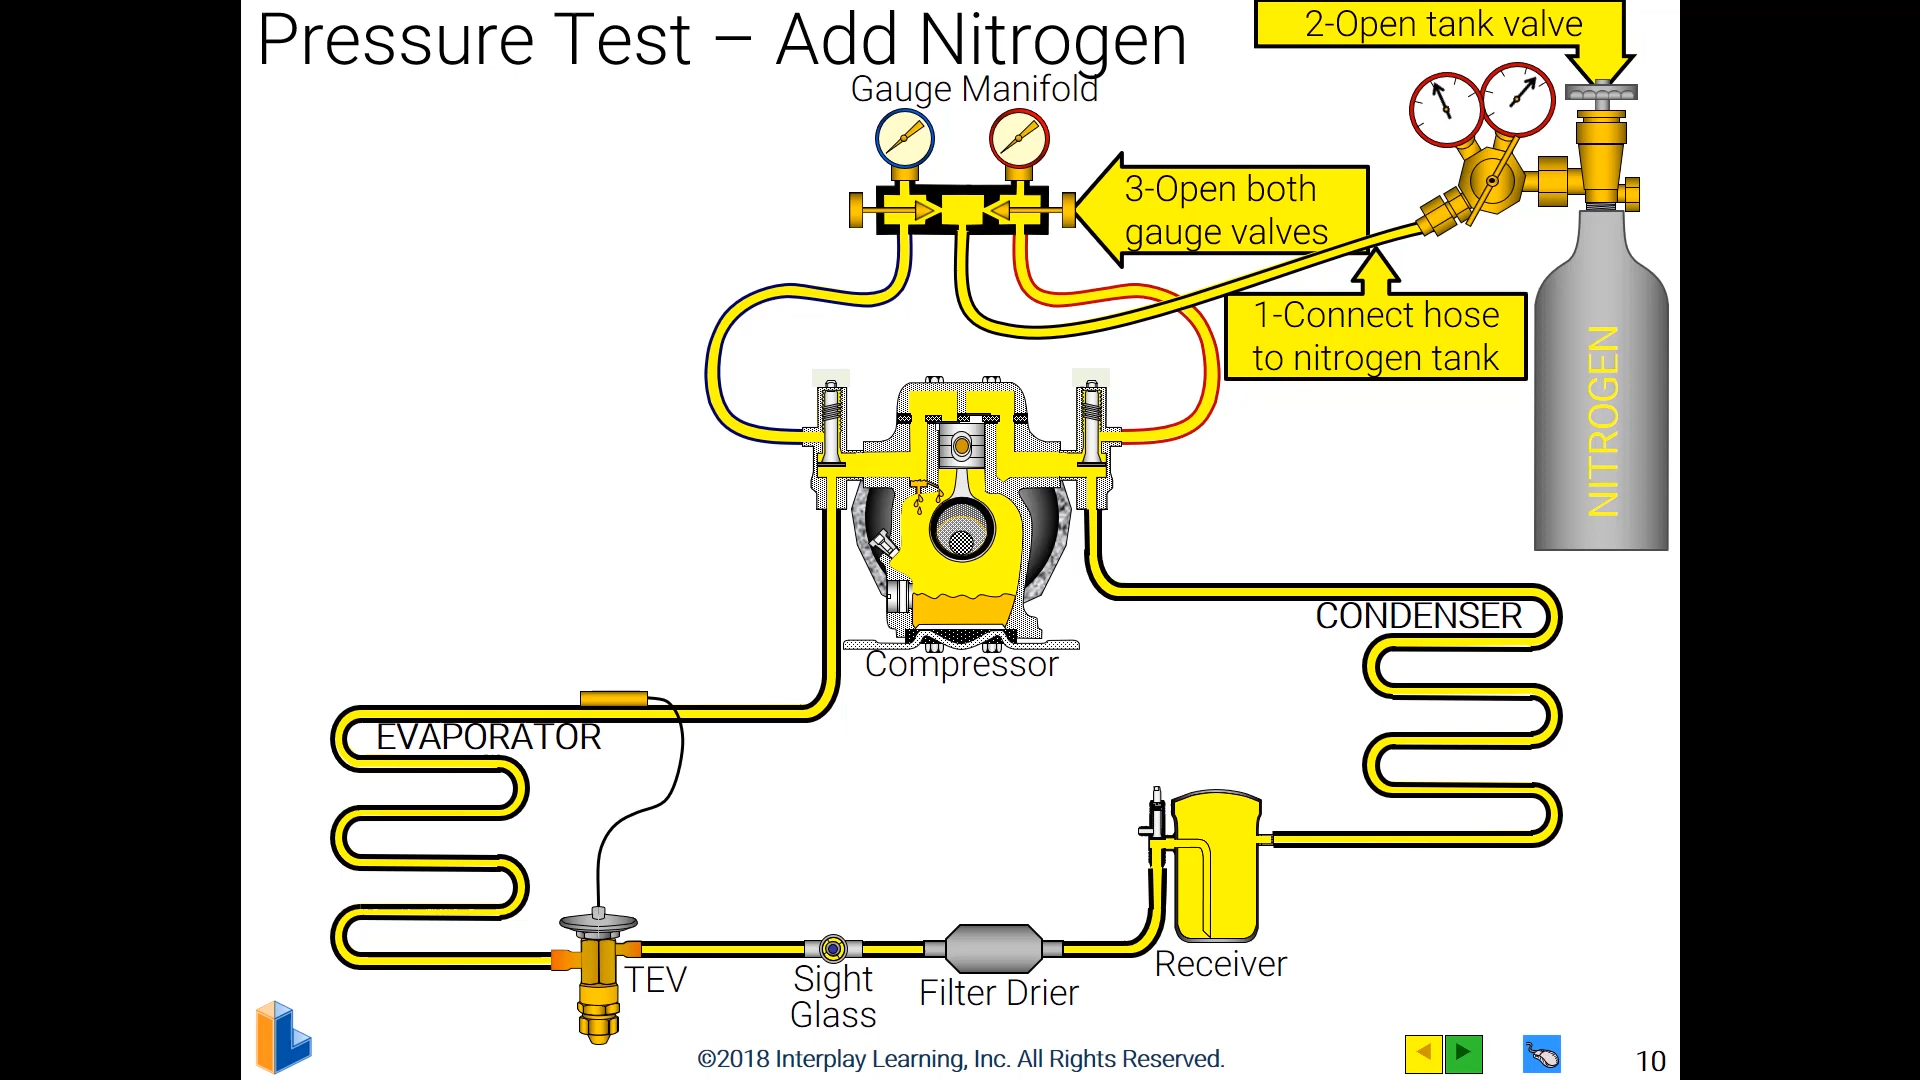 Pressure Test – Add Nitrogen
2-Open tank valve
Gauge Manifold
3-Open both
gauge valves
1-Connect hose
to nitrogen tank
NITROGEN
CONDENSER
Compressor
EVAPORATOR
TEV
Sight
Glass
Filter Drier
Receiver
©2018 Interplay Learning, Inc. All Rights Reserved.
10